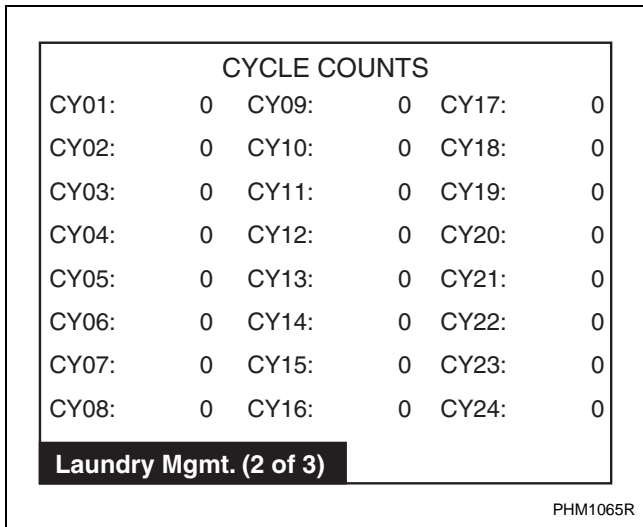 CYCLE COUNTS
CY01: 0 CY09: 0 CY17: 0
CY02: 0 CY10: 0 CY18: 0
CY03: 0 CY11: 0 CY19: 0
CY04: 0 CY12: 0 CY20: 0
CY05: 0 CY13: 0 CY21: 0
CY06: 0 CY14: 0 CY22: 0
CY07: 0 CY15: 0 CY23: 0
CY08: 0 CY16: 0 CY24: 0
Laundry Mgmt. (2 of 3)
PHM1065R